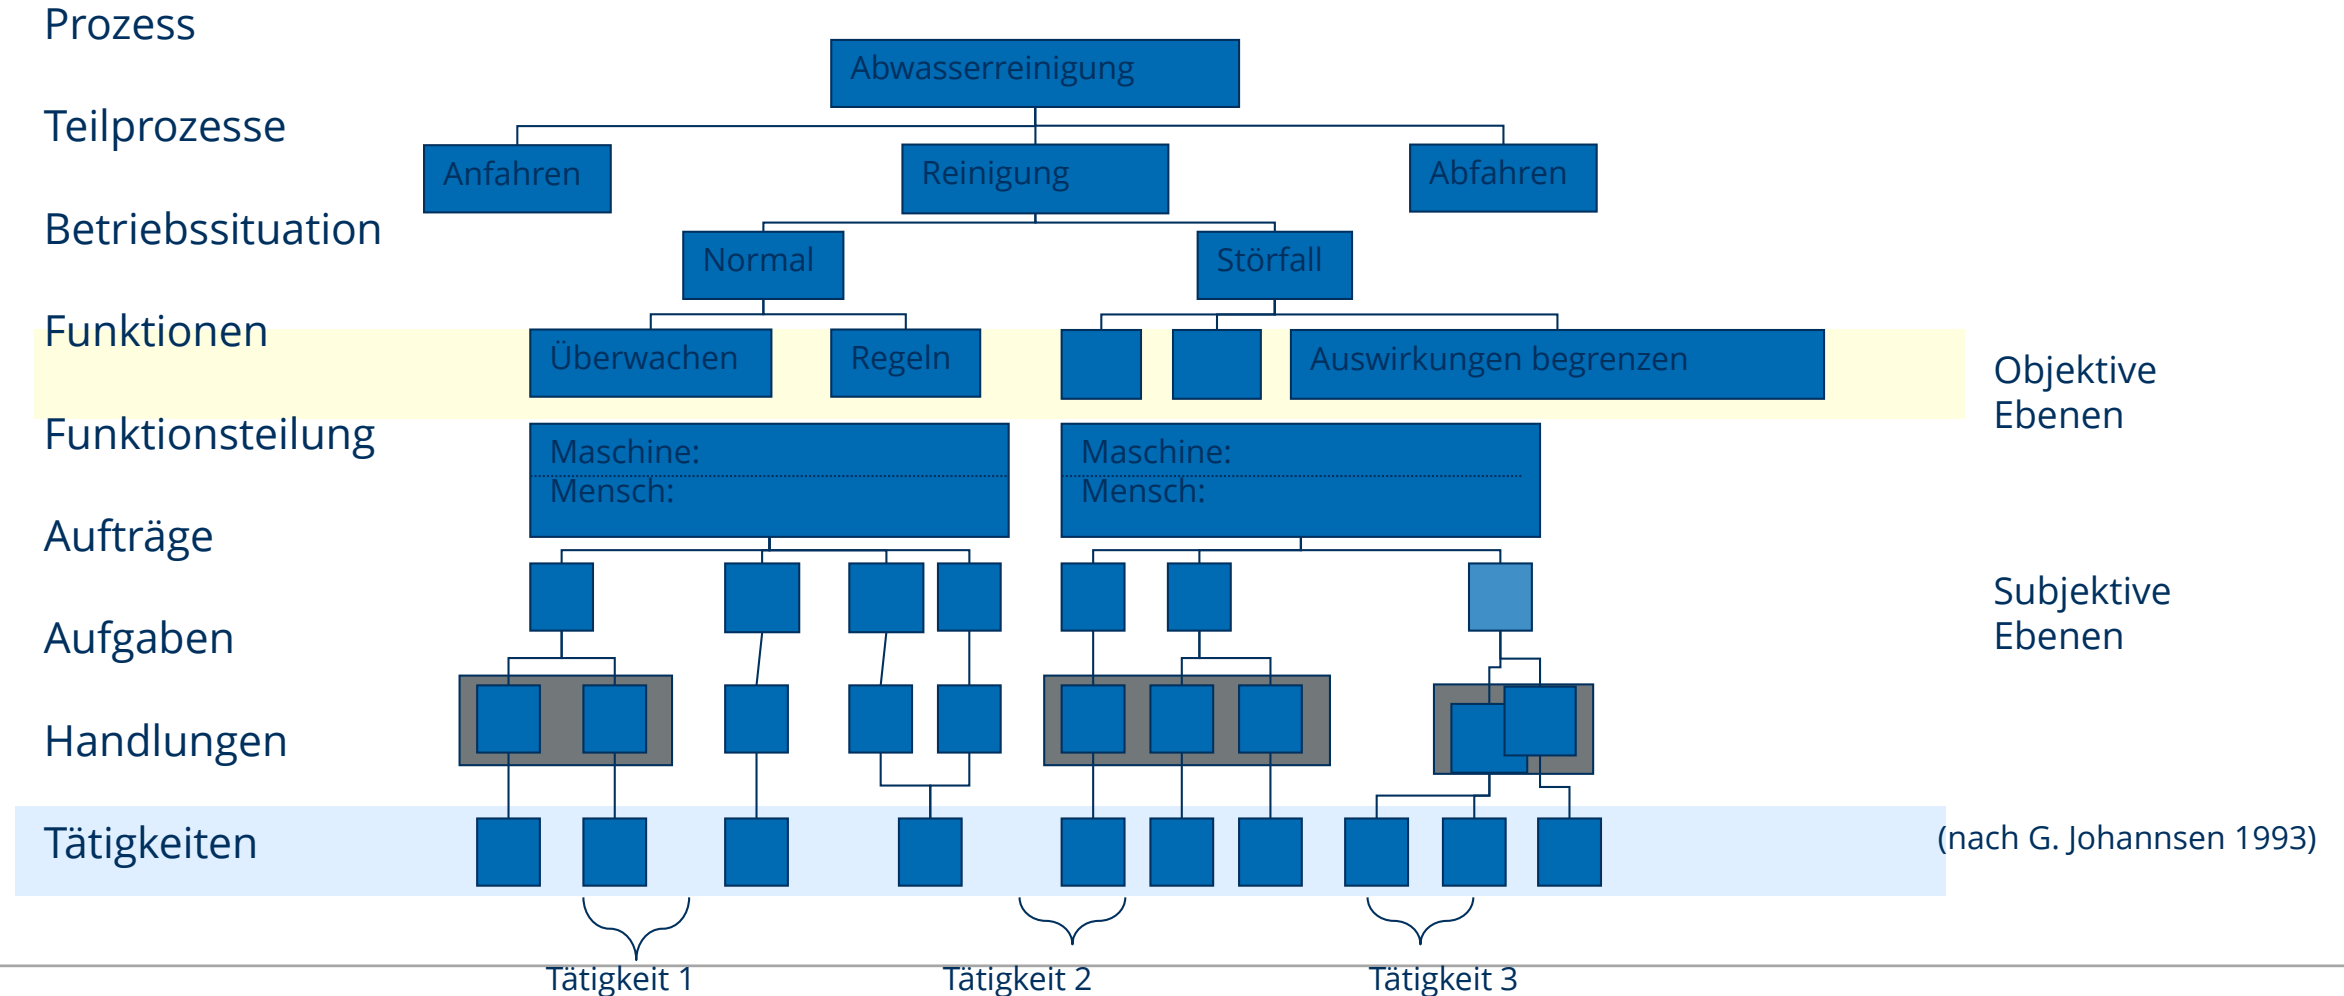 Prozess
Abwasserreinigung
Teilprozesse
Anfahren
Reinigung
Abfahren
Betriebssituation
Normal
Störfall
Funktionen
Überwachen
Regeln
Auswirkungen begrenzen
Objektive
Ebenen
Funktionsteilung
Maschine:
Mensch:
Maschine:
Mensch:
Aufträge
Subjektive
Ebenen
Aufgaben
Handlungen
Tätigkeiten
(nach G. Johannsen 1993)
Tätigkeit 1
Tätigkeit 2
Tätigkeit 3